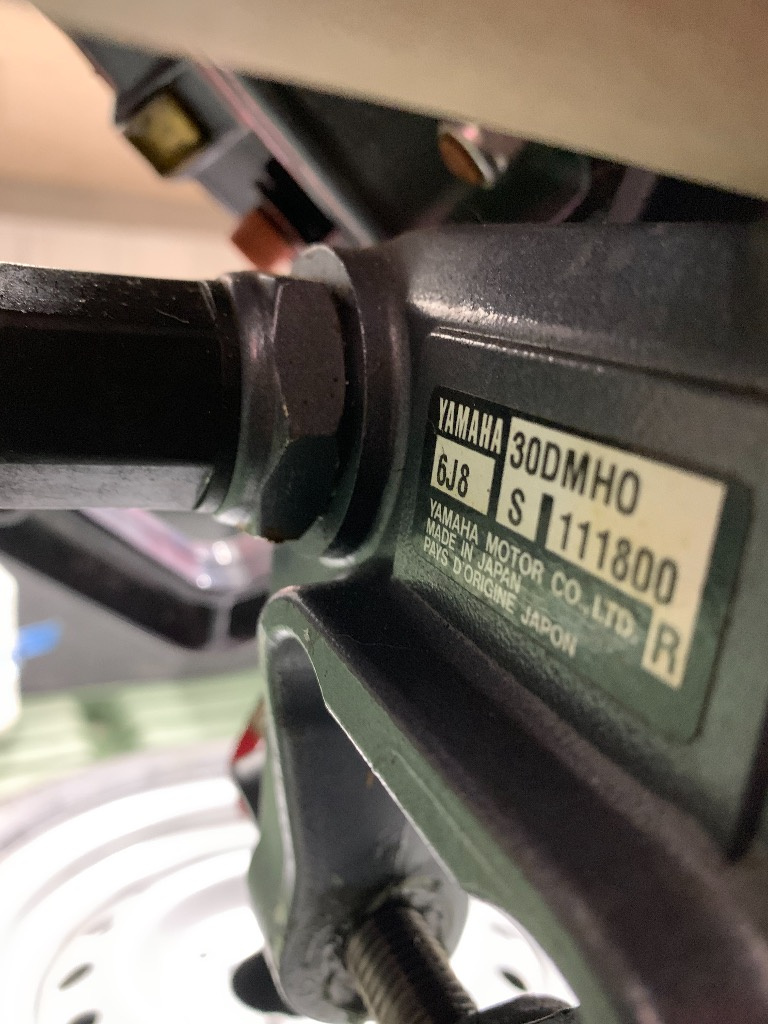 YAMAHA 30DMHO
6J8 S 111800
YAMAHA MOTOR CO., LTD. R
MADE IN JAPAN
PAYS D'ORIGINE JAPON